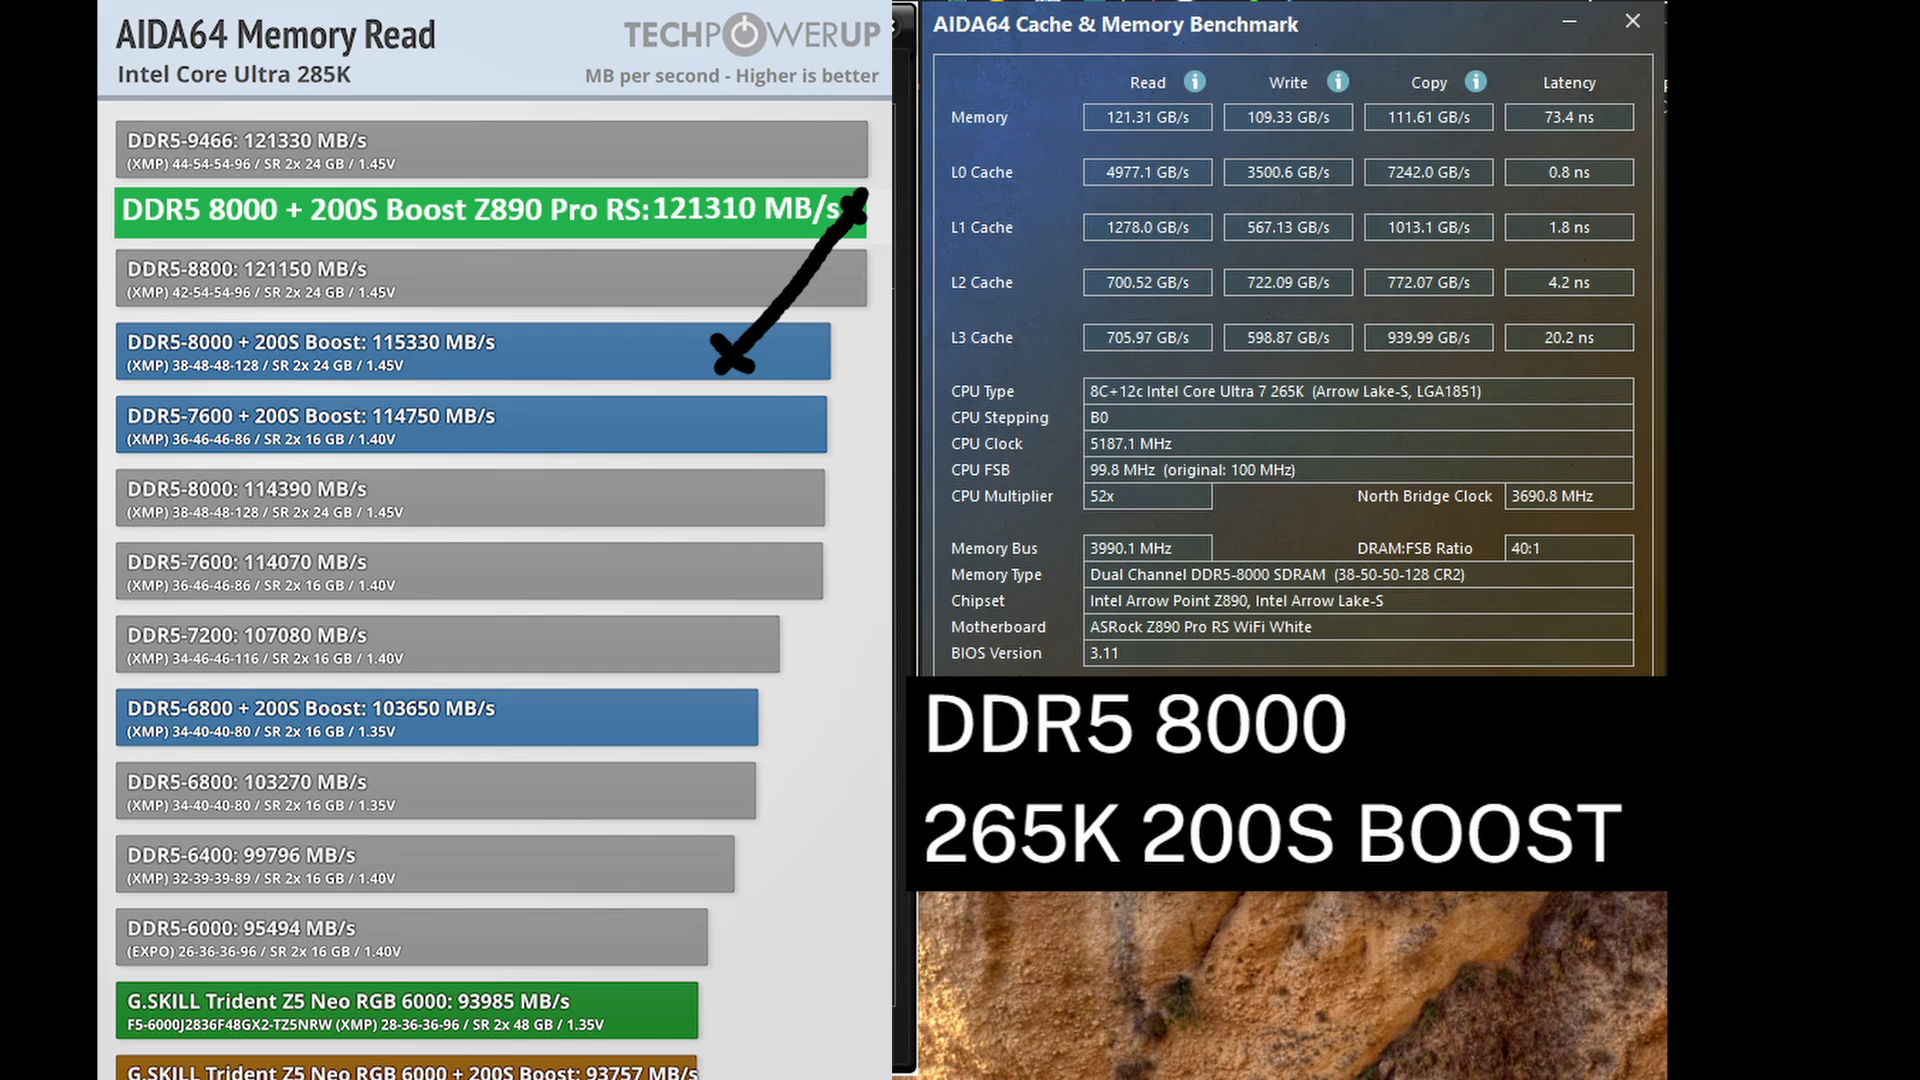 AIDA64 Memory Read
TECHPOWERUP
Intel Core Ultra 285K
MB per second - Higher is better
DDR5-9466: 121330 MB/s
(XMP) 44-54-54-96 / SR 2x 24 GB / 1.45V
DDR5 8000 + 200S Boost Z890 Pro RS:121310 MB/s
DDR5-8800: 121150 MB/s
(XMP) 42-54-54-96 / SR 2x 24 GB / 1.45V
DDR5-8000 + 200S Boost: 115330 MB/s
(XMP) 38-48-48-128 / SR 2x 24 GB / 1.45V
DDR5-7600 + 200S Boost: 114750 MB/s
(XMP) 36-46-46-86 / SR 2x 16 GB / 1.40V
DDR5-8000: 114390 MB/s
(XMP) 38-48-48-128 / SR 2x 24 GB / 1.45V
DDR5-7600: 114070 MB/s
(XMP) 36-46-46-86 / SR 2x 16 GB / 1.40V
DDR5-7200: 107080 MB/s
(XMP) 34-46-46-116 / SR 2x 16 GB / 1.40V
DDR5-6800 + 200S Boost: 103650 MB/s
(XMP) 34-40-40-80 / SR 2x 16 GB / 1.35V
DDR5-6800: 103270 MB/s
(XMP) 34-40-40-80 / SR 2x 16 GB / 1.35V
DDR5-6400: 99796 MB/s
(XMP) 32-39-39-89 / SR 2x 16 GB / 1.40V
DDR5-6000: 95494 MB/s
(EXPO) 26-36-36-96 / SR 2x 16 GB / 1.40V
G.SKILL Trident Z5 Neo RGB 6000: 93985 MB/s
F5-6000J2836F48GX2-TZ5NRW (XMP) 28-36-36-96 / SR 2x 48 GB / 1.35V
G.SKILL Trident Z5 Neo RGB 6000 + 200S Boost: 93757 MB/s
AIDA64 Cache & Memory Benchmark
Read Write Copy Latency
Memory 121.31 GB/s 109.33 GB/s 111.61 GB/s 73.4 ns
L0 Cache 4977.1 GB/s 3500.6 GB/s 7242.0 GB/s 0.8 ns
L1 Cache 1278.0 GB/s 567.13 GB/s 1013.1 GB/s 1.8 ns
L2 Cache 700.52 GB/s 722.09 GB/s 772.07 GB/s 4.2 ns
L3 Cache 705.97 GB/s 598.87 GB/s 939.99 GB/s 20.2 ns
CPU Type 8C+12c Intel Core Ultra 7 265K (Arrow Lake-S, LGA1851)
CPU Stepping B0
CPU Clock 5187.1 MHz
CPU FSB 99.8 MHz (original: 100 MHz)
CPU Multiplier 52x North Bridge Clock 3690.8 MHz
Memory Bus 3990.1 MHz DRAM:FSB Ratio 40:1
Memory Type Dual Channel DDR5-8000 SDRAM (38-50-50-128 CR2)
Chipset Intel Arrow Point Z890, Intel Arrow Lake-S
Motherboard ASRock Z890 Pro RS WiFi White
BIOS Version 3.11
DDR5 8000
265K 200S BOOST